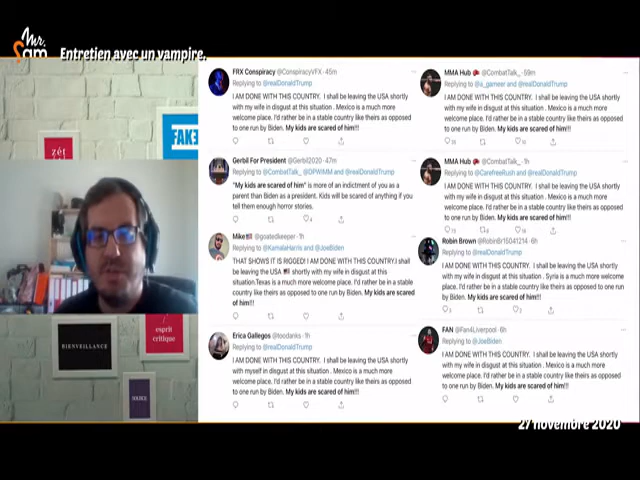 Mr.
Sam
Entretien avec un vampire.
zét
FAKE
BIENVEILLANCE
esprit
critique
FRX Conspiracy @ConspiracyVFX · 45m
Replying to @realDonaldTrump
I AM DONE WITH THIS COUNTRY. I shall be leaving the USA shortly
with my wife in disgust at this situation . Mexico is a much more
welcome place. I'd rather be in a stable country like theirs as opposed
to one run by Biden. My kids are scared of him!!!
Gerbil For President @Gerbil2020 · 47m
Replying to @CombatTalk_ @OPWIMM and @realDonaldTrump
"My kids are scared of him" is more of an indictment of you as a
parent than Biden as a president. Kids will be scared of anything if
you tell them enough horror stories.
Mike @goatedkeeper · 1h
Replying to @KamalaHarris and @JoeBiden
THAT SHOWS IT IS RIGGED! I AM DONE WITH THIS COUNTRY.I shall
be leaving the USA shortly with my wife in disgust at this
situation.Texas is a much more welcome place. I'd rather be in a stable
country like theirs as opposed to one run by Biden. My kids are scared
of him!!!
Erica Gallegos @toodanks · 1h
Replying to @realDonaldTrump
I AM DONE WITH THIS COUNTRY. I shall be leaving the USA shortly
with myself in disgust at this situation . Mexico is a much more
welcome place. I'd rather be in a stable country like theirs as opposed
to one run by Biden. My kids are scared of him!!!
MMA Hub @CombatTalk_ · 59m
Replying to @a_gameer and @realDonaldTrump
I AM DONE WITH THIS COUNTRY. I shall be leaving the USA shortly
with my wife in disgust at this situation . Mexico is a much more
welcome place. I'd rather be in a stable country like theirs as opposed
to one run by Biden. My kids are scared of him!!!
MMA Hub @CombatTalk_ · 1h
Replying to @CarefreeRush and @realDonaldTrump
I AM DONE WITH THIS COUNTRY. I shall be leaving the USA shortly
with my wife in disgust at this situation . Mexico is a much more
welcome place. I'd rather be in a stable country like theirs as opposed
to one run by Biden. My kids are scared of him!!!
Robin Brown @RobinBr15041214 · 6h
Replying to @realDonaldTrump
I AM DONE WITH THIS COUNTRY. I shall be leaving the USA shortly
with my wife in disgust at this situation . Syria is a much more
welcome place. I'd rather be in a stable country like theirs as opposed
to one run by Biden. My kids are scared of him!!!
FAN @Fan4Liverpool · 6h
Replying to @JoeBiden
I AM DONE WITH THIS COUNTRY. I shall be leaving the USA shortly
with my wife in disgust at this situation . Mexico is a much more
welcome place. I'd rather be in a stable country like theirs as opposed
to one run by Biden. My kids are scared of him!!!
27 novembre 2020